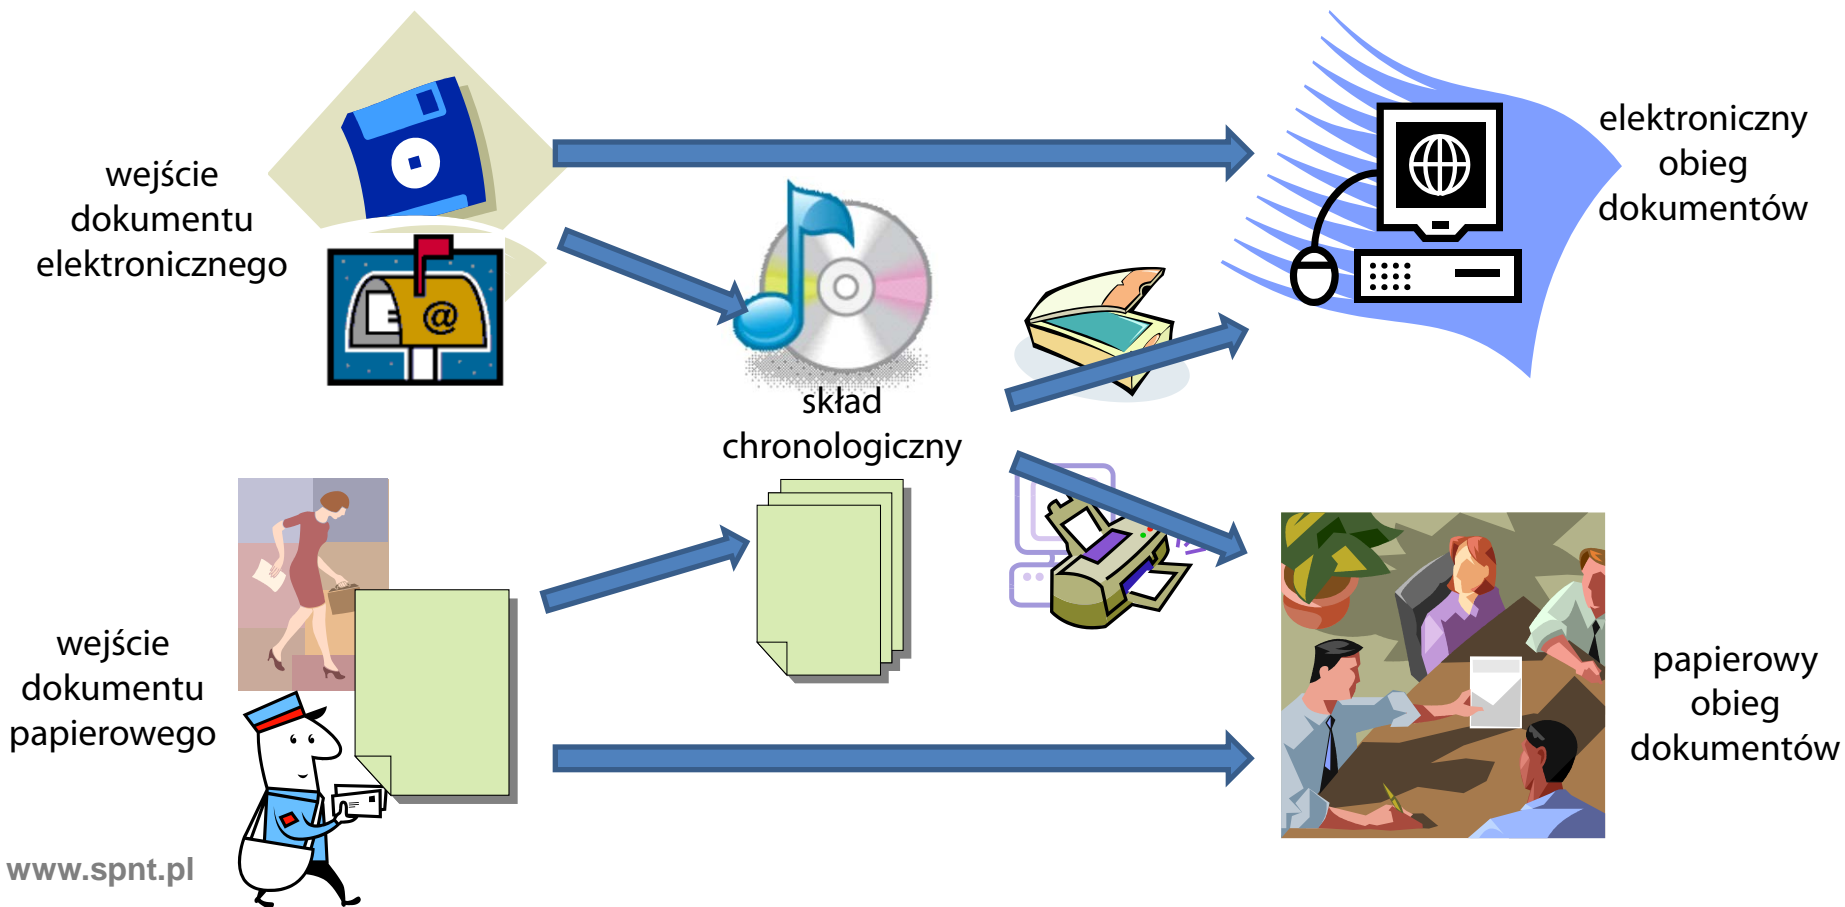 wejście
dokumentu
elektronicznego
@
elektroniczny
obieg
dokumentów
skład
chronologiczny
wejście
dokumentu
papierowego
papierowy
obieg
dokumentów
www.spnt.pl